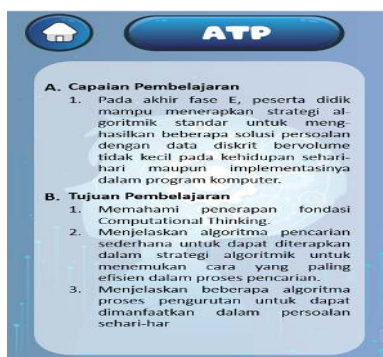 ATP
A. Capaian Pembelajaran
1. Pada akhir fase E, peserta didik
mampu menerapkan strategi al-
goritmik standar untuk meng-
hasilkan beberapa solusi persoalan
dengan data diskrit bervolume
tidak kecil pada kehidupan sehari-
hari maupun implementasinya
dalam program komputer.
B. Tujuan Pembelajaran
1. Memahami penerapan fondasi
Computational Thinking.
2. Menjelaskan algoritma pencarian
sederhana untuk dapat diterapkan
dalam strategi algoritmik untuk
menemukan cara yang paling
efisien dalam proses pencarian.
3. Menjelaskan beberapa algoritma
proses pengurutan untuk dapat
dimanfaatkan dalam persoalan
sehari-har